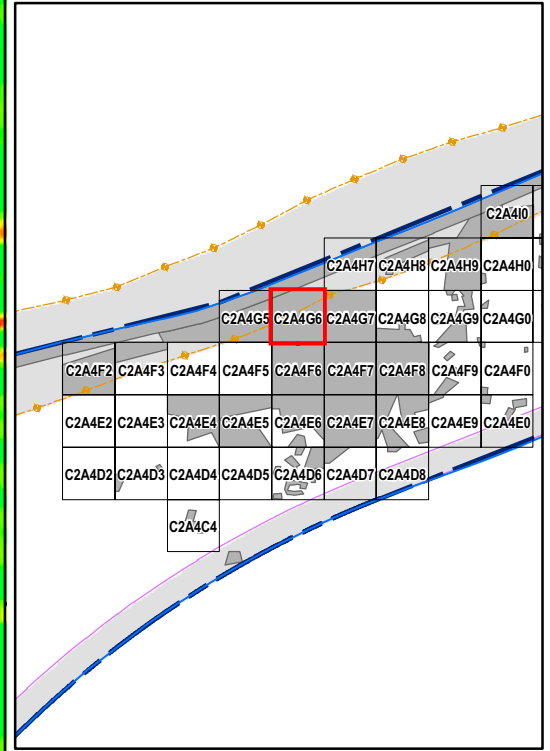 C2A4I0
C2A4H7 C2A4H8 C2A4H9 C2A4H0
C2A4G5 C2A4G6 C2A4G7 C2A4G8 C2A4G9 C2A4G0
C2A4F2 C2A4F3 C2A4F4 C2A4F5 C2A4F6 C2A4F7 C2A4F8 C2A4F9 C2A4F0
C2A4E2 C2A4E3 C2A4E4 C2A4E5 C2A4E6 C2A4E7 C2A4E8 C2A4E9 C2A4E0
C2A4D2 C2A4D3 C2A4D4 C2A4D5 C2A4D6 C2A4D7 C2A4D8
C2A4C4